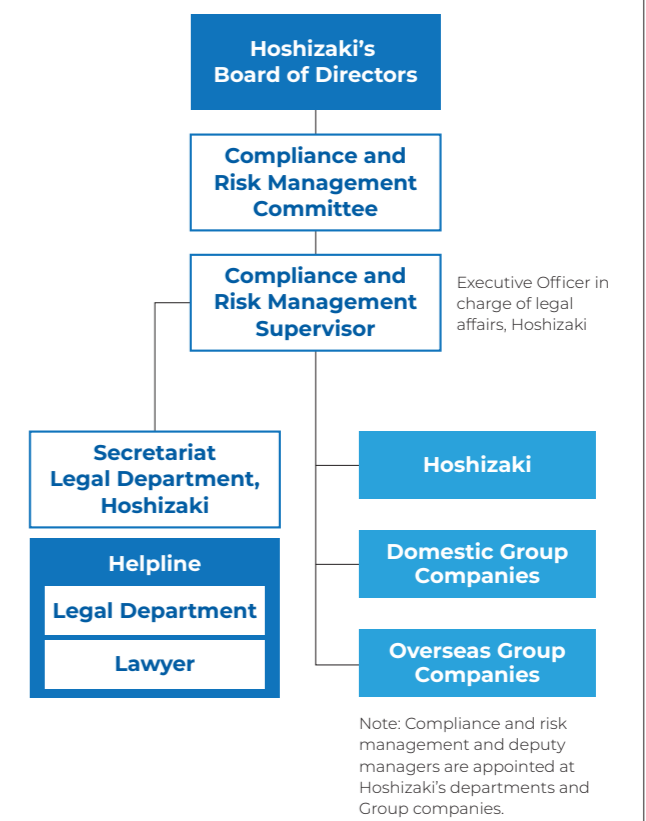 Hoshizaki's
Board of Directors
Compliance and
Risk Management
Committee
Compliance and
Risk Management
Supervisor
Executive Officer in
charge of legal
affairs, Hoshizaki
Secretariat
Legal Department,
Hoshizaki
Helpline
Legal Department
Lawyer
Hoshizaki
Domestic Group
Companies
Overseas Group
Companies
Note: Compliance and risk
management and deputy
managers are appointed at
Hoshizaki's departments and
Group companies.